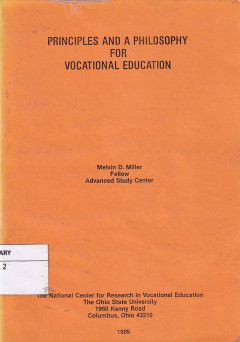 PRINCIPLES AND A PHILOSOPHY
FOR
VOCATIONAL EDUCATION
Melvin D. Miller
Fellow
Advanced Study Center
ARY
2
The National Center for Research in Vocational Education
The Ohio State University
1960 Kenny Road
Columbus, Ohio 43210
1985